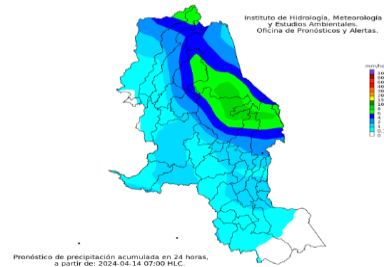 Instituto de Hidrología, Meteorología
y Estudios Ambientales.
Oficina de Pronósticos y Alertas.
Pronóstico de precipitación acumulada en 24 horas,
a partir de: 2024-04-14 07:00 HLC.